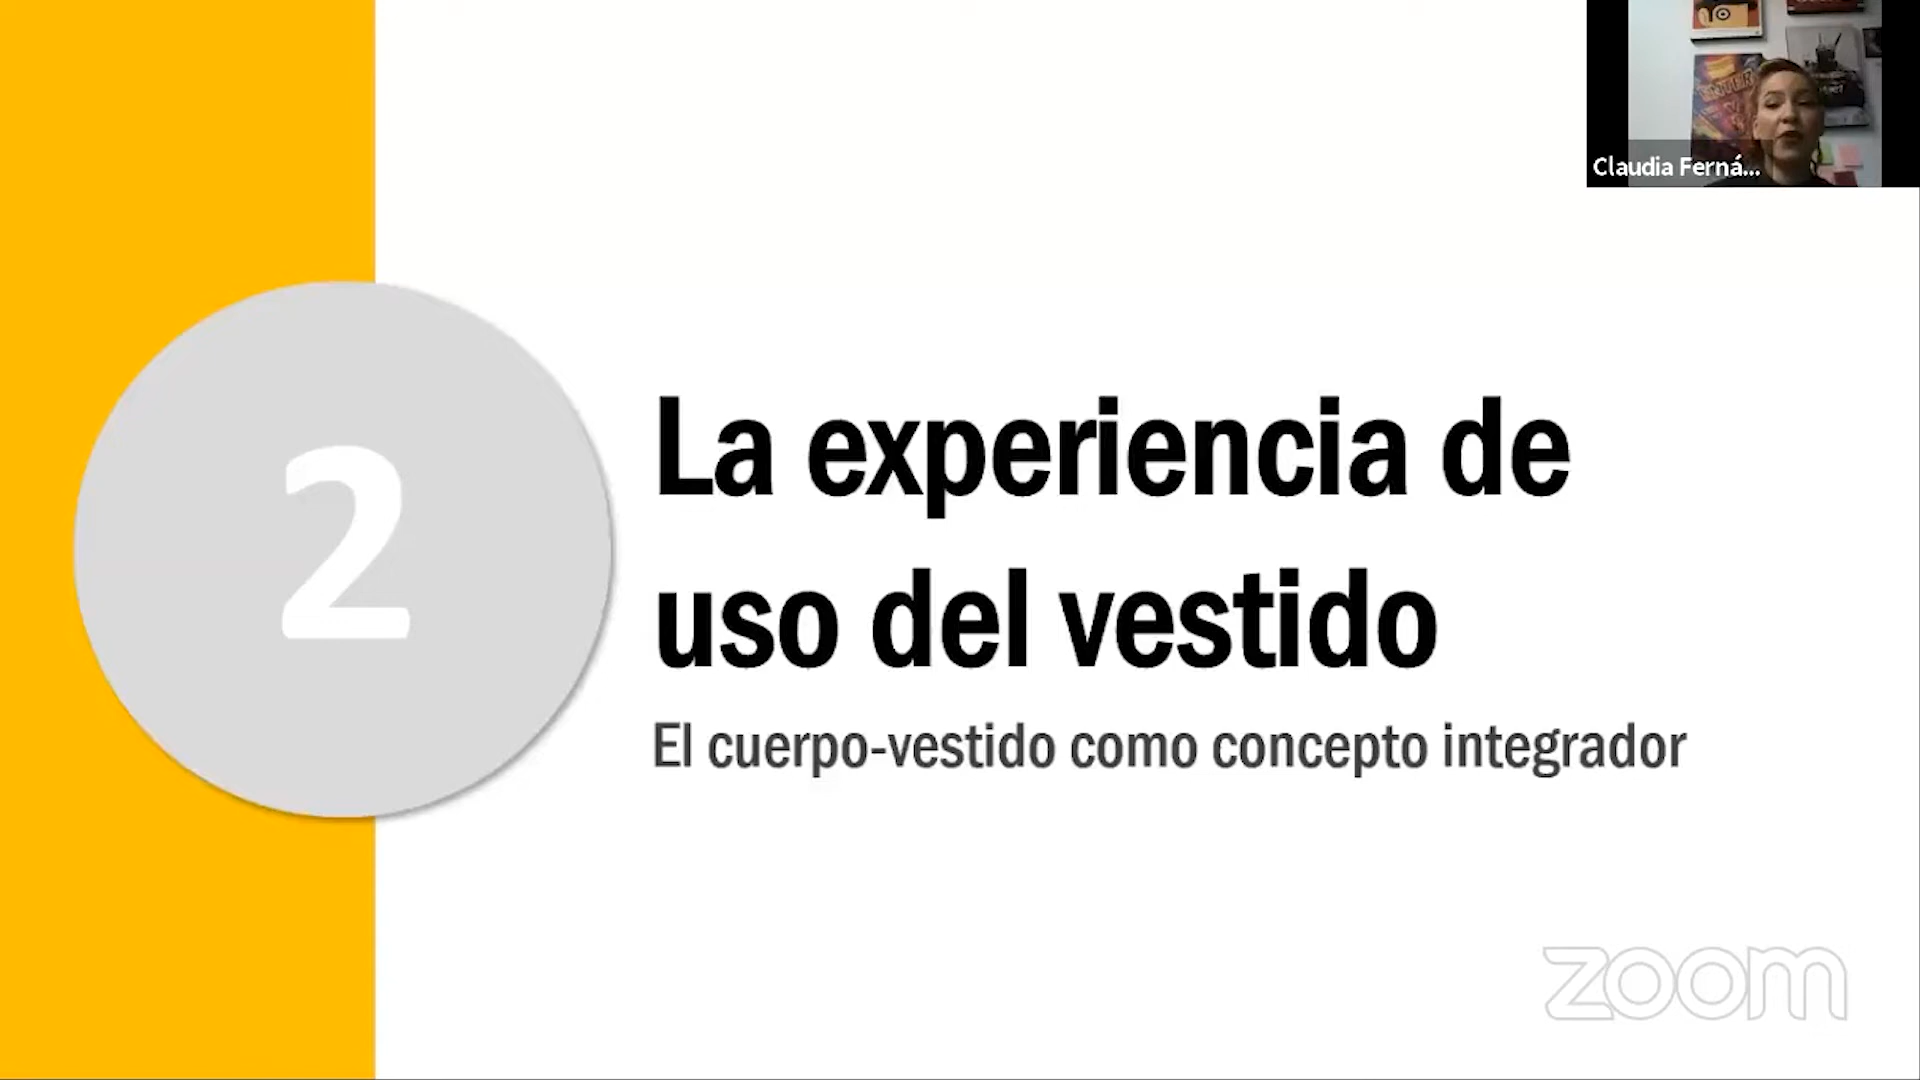 Claudia Ferná...
2
La experiencia de
uso del vestido
El cuerpo-vestido como concepto integrador
zoom